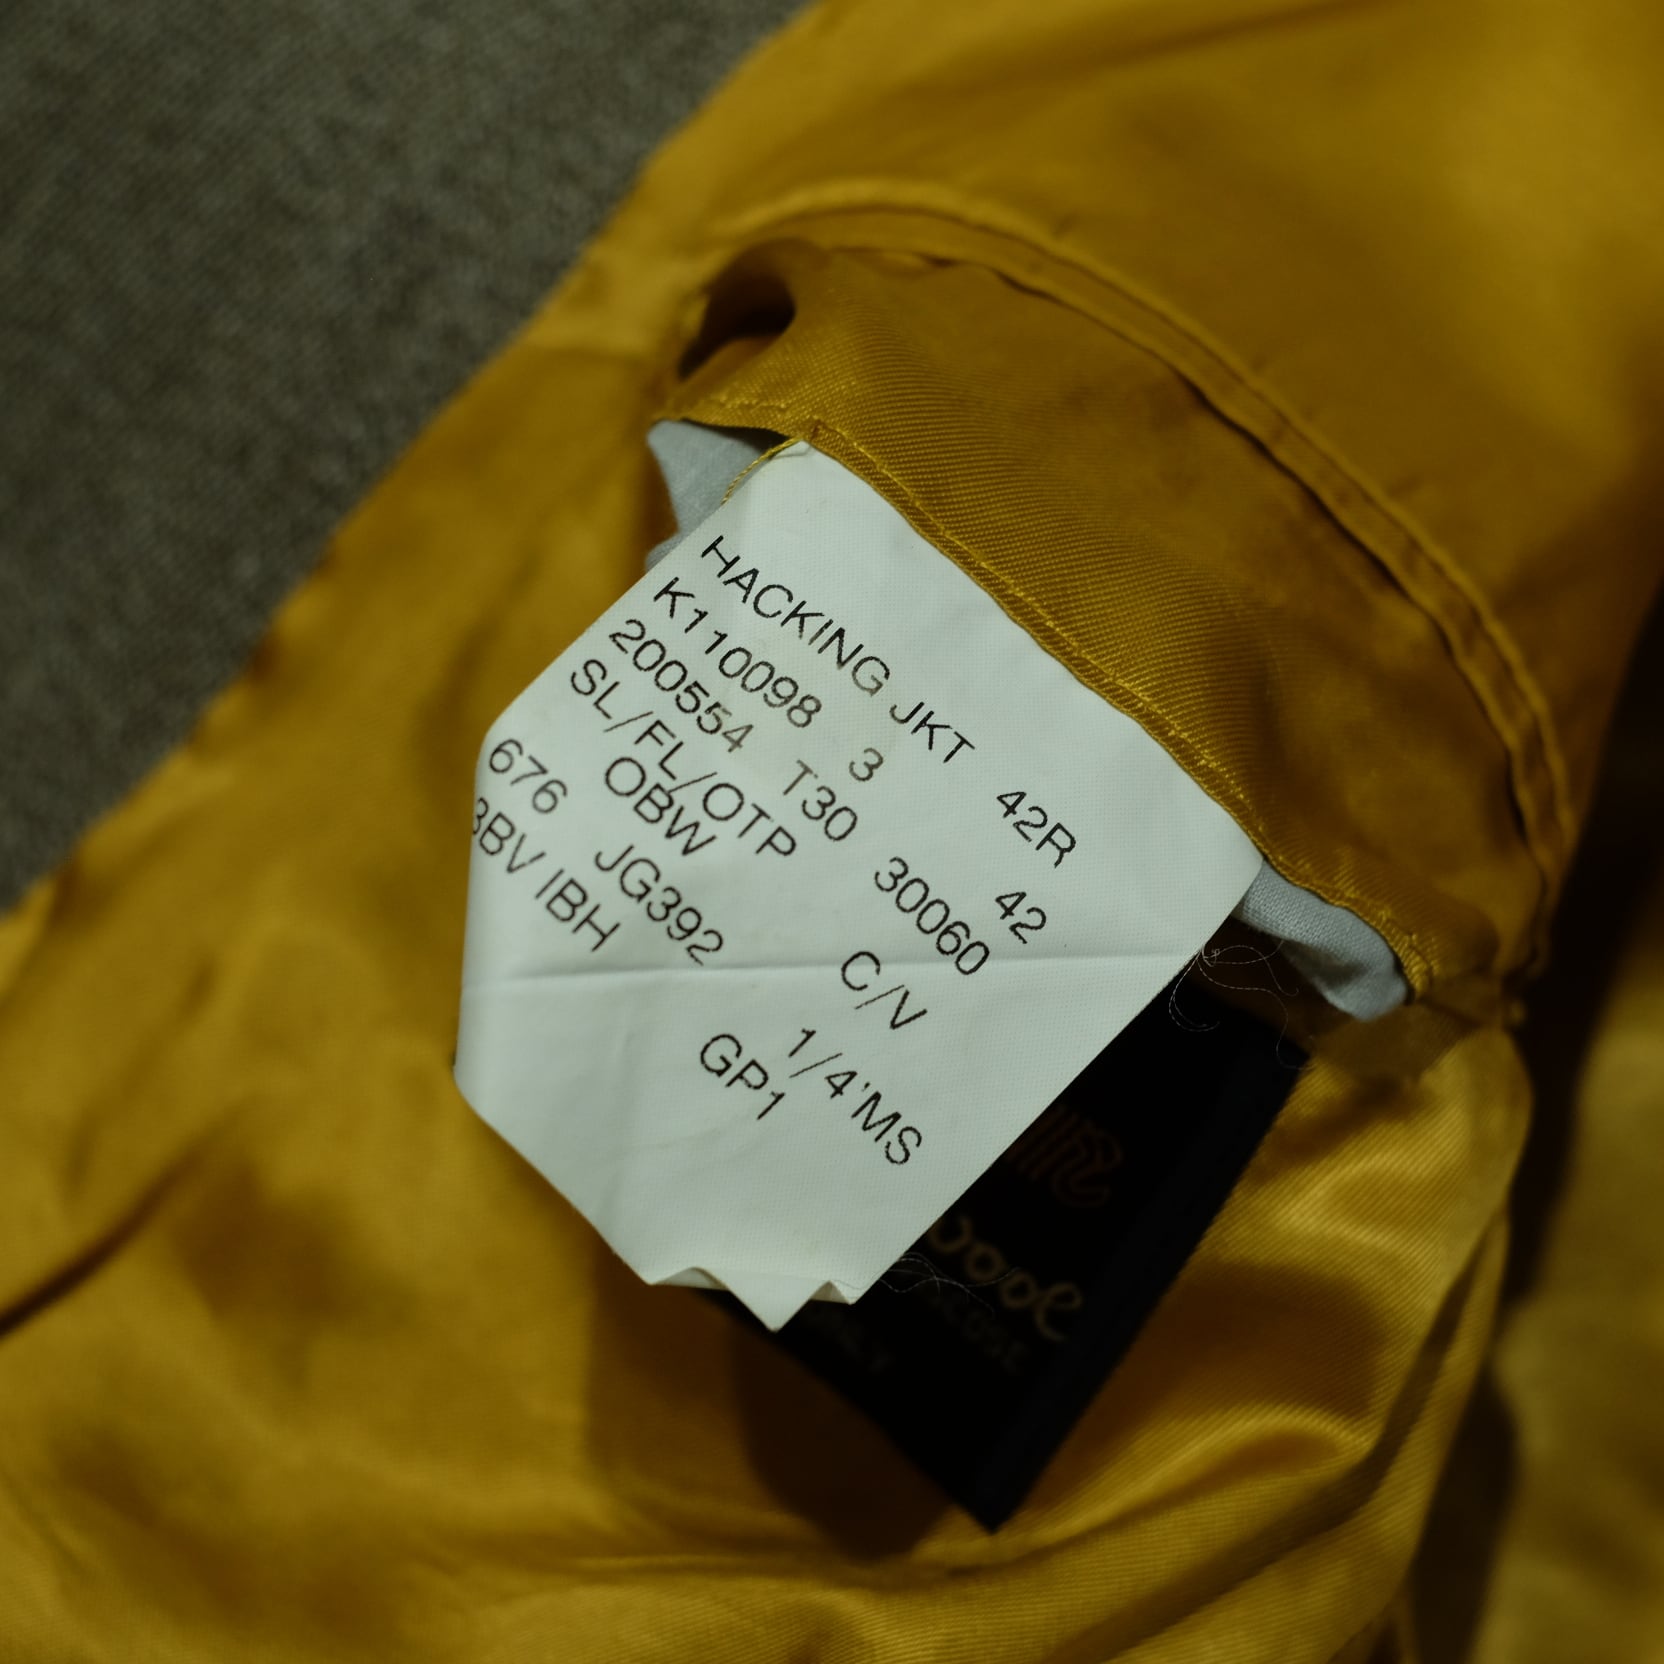 HACKING JKT 42R
K110098 3 42
200554 T30 30060
SL/FL/OTP C/V
OBW 1/4'MS
676 JG392 GP1
3BV IBH